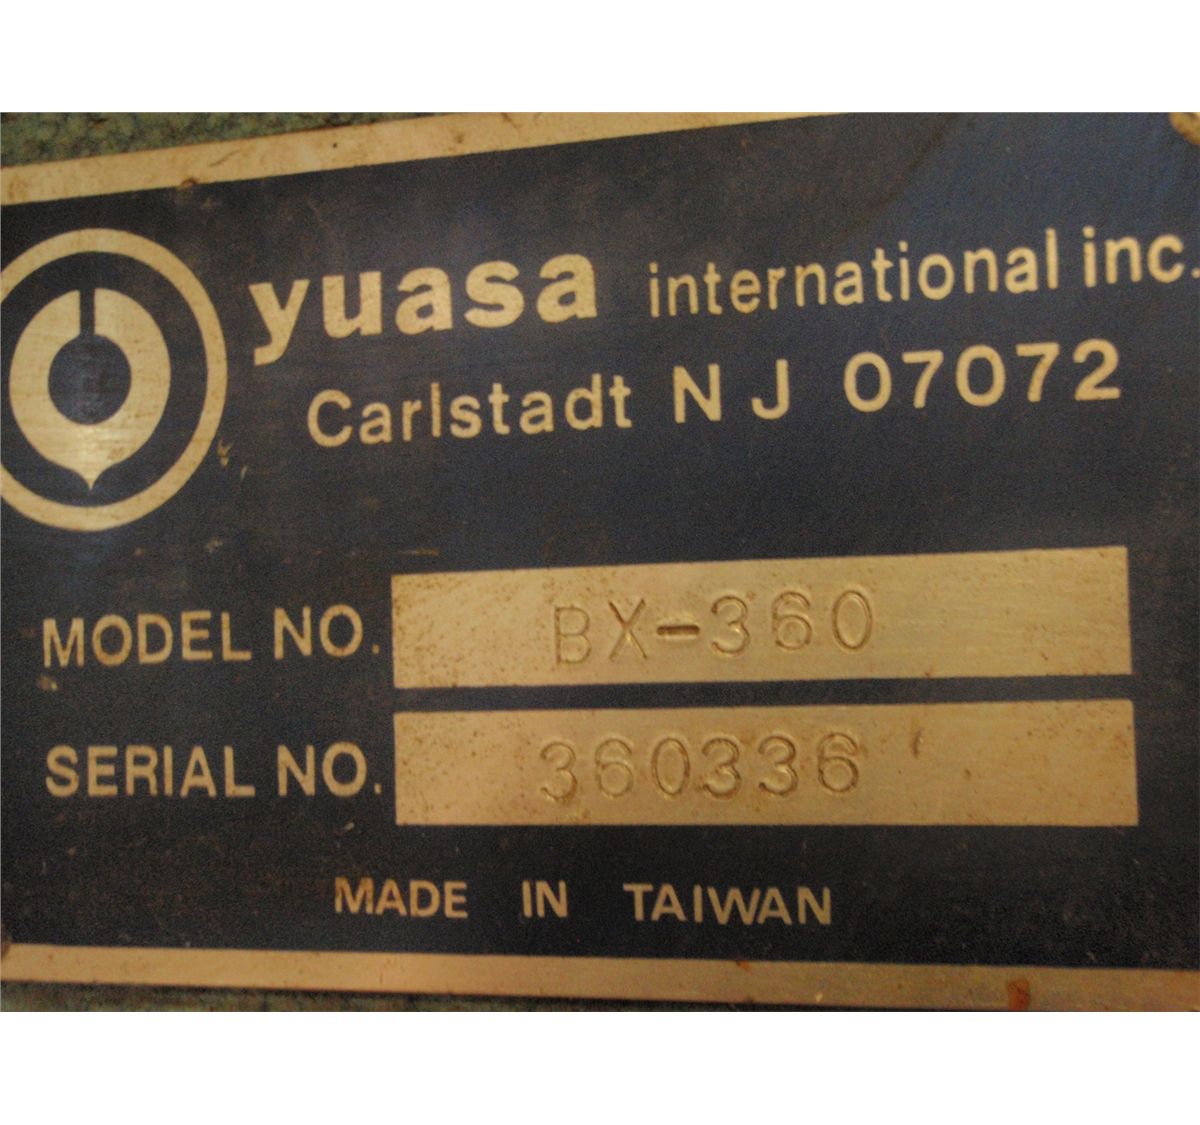 yuasa international inc.
Carlstadt N J 07072
MODEL NO. BX-360
SERIAL NO. 360336
MADE IN TAIWAN